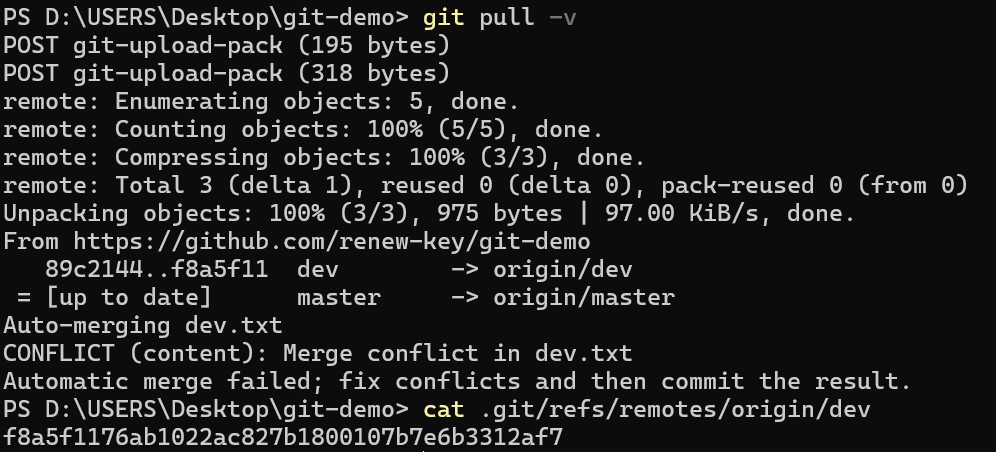 PS D:\USERS\Desktop\git-demo> git pull -v
POST git-upload-pack (195 bytes)
POST git-upload-pack (318 bytes)
remote: Enumerating objects: 5, done.
remote: Counting objects: 100% (5/5), done.
remote: Compressing objects: 100% (3/3), done.
remote: Total 3 (delta 1), reused 0 (delta 0), pack-reused 0 (from 0)
Unpacking objects: 100% (3/3), 975 bytes | 97.00 KiB/s, done.
From https://github.com/renew-key/git-demo
   89c2144..f8a5f11  dev        -> origin/dev
 = [up to date]      master     -> origin/master
Auto-merging dev.txt
CONFLICT (content): Merge conflict in dev.txt
Automatic merge failed; fix conflicts and then commit the result.
PS D:\USERS\Desktop\git-demo> cat .git/refs/remotes/origin/dev
f8a5f1176ab1022ac827b1800107b7e6b3312af7